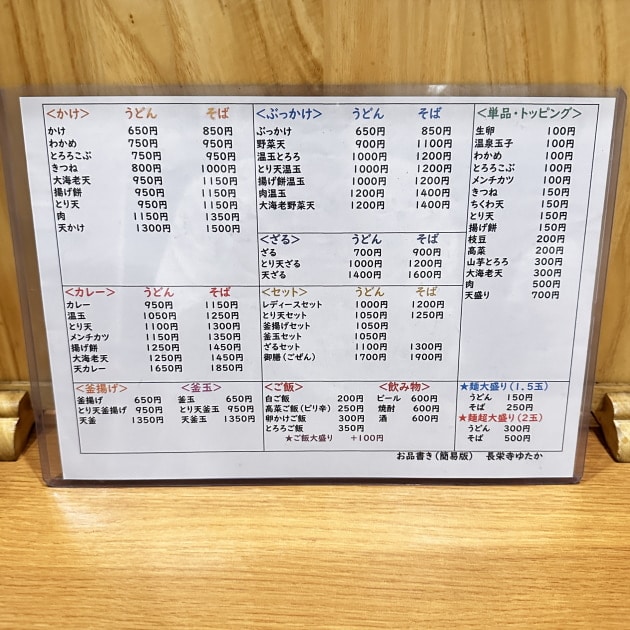 <かけ> うどん そば
かけ 650円 850円
わかめ 750円 950円
とろろこぶ 750円 950円
きつね 800円 1000円
大海老天 950円 1150円
揚げ餅 950円 1150円
とり天 950円 1150円
肉 1150円 1350円
天かけ 1300円 1500円
<ぶっかけ> うどん そば
ぶっかけ 650円 850円
野菜天 900円 1100円
温玉とろろ 1000円 1200円
とり天温玉 1000円 1200円
揚げ餅温玉 1000円 1200円
肉温玉 1200円 1400円
大海老野菜天 1200円 1400円
<ざる> うどん そば
ざる 700円 900円
とり天ざる 1000円 1200円
天ざる 1400円 1600円
<単品・トッピング>
生卵 100円
温泉玉子 100円
わかめ 100円
とろろこぶ 100円
メンチカツ 100円
きつね 150円
ちくわ天 150円
とり天 150円
揚げ餅 150円
枝豆 200円
高菜 200円
山芋とろろ 300円
大海老天 300円
肉 500円
天盛り 700円
<カレー> うどん そば
カレー 950円 1150円
温玉 1050円 1250円
とり天 1100円 1300円
メンチカツ 1150円 1350円
揚げ餅 1250円 1450円
大海老天 1250円 1450円
天カレー 1650円 1850円
<セット> うどん そば
レディースセット 1000円 1200円
とり天セット 1050円 1250円
釜揚げセット 1050円
釜玉セット 1050円
ざるセット 1100円 1300円
御膳(ごぜん) 1700円 1900円
<釜揚げ>
釜揚げ 650円
とり天釜揚げ 950円
天釜 1350円
<釜玉>
釜玉 650円
とり天釜玉 950円
天釜玉 1350円
<ご飯>
白ご飯 200円
高菜ご飯(ピリ辛) 250円
卵かけご飯 300円
とろろご飯 350円
★ご飯大盛り +100円
<飲み物>
ビール 600円
焼酎 400円
酒 600円
★麺大盛り(1.5玉)
うどん 150円
そば 250円
★麺超大盛り(2玉)
うどん 300円
そば 500円
お品書き(簡易版) 長栄寺ゆたか